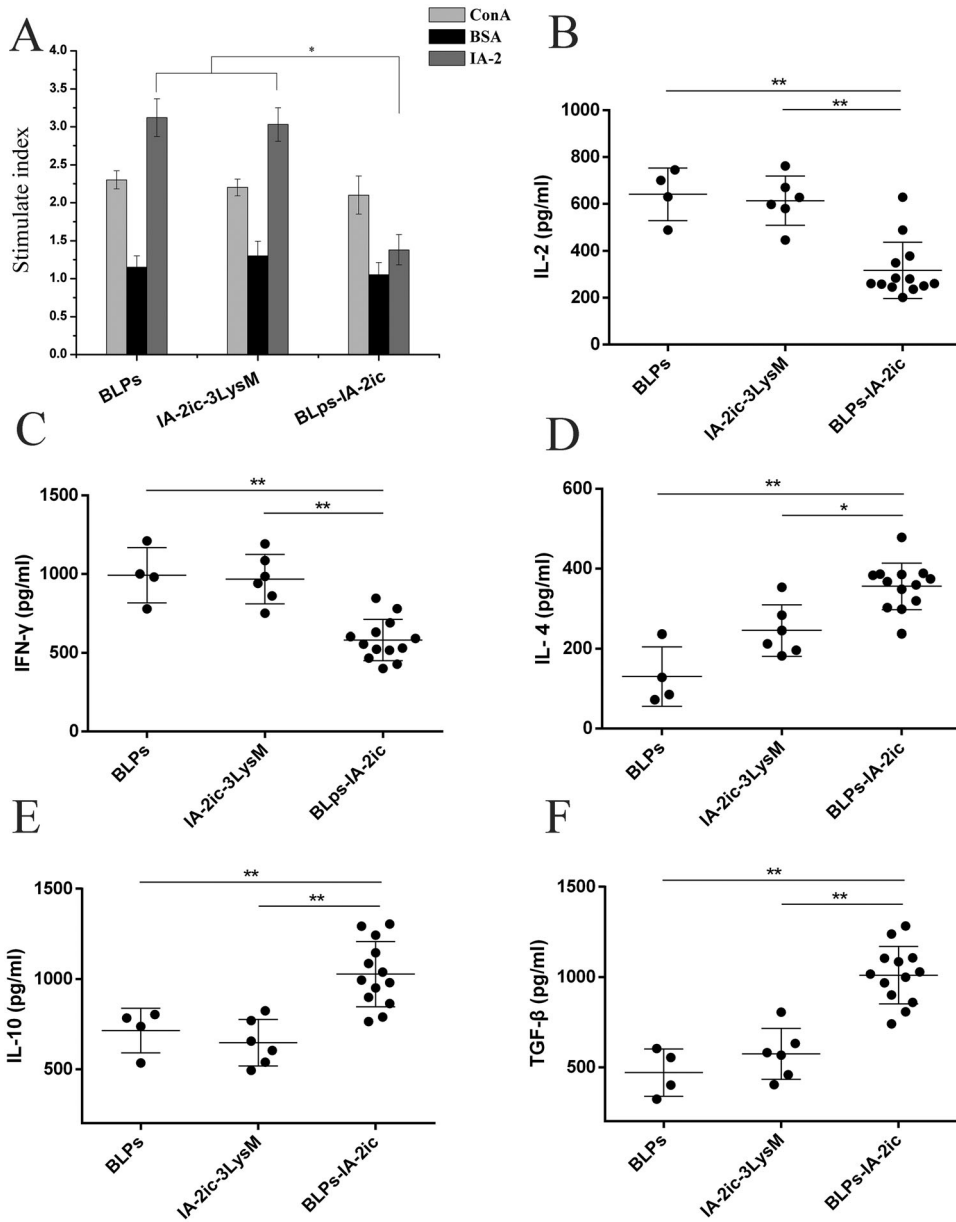 A
ConA
BSA
IA-2
*
Stimulate index
4.0
3.5
3.0
2.5
2.0
1.5
1.0
0.5
0.0
BLPs
IA-2ic-3LysM
BLps-IA-2ic
B
**
**
IL-2 (pg/ml)
1000
800
600
400
200
0
BLPs
IA-2ic-3LysM
BLPs-IA-2ic
C
**
**
IFN-γ (pg/ml)
1500
1000
500
0
BLPs
IA-2ic-3LysM
BLps-IA-2ic
D
**
*
IL- 4 (pg/ml)
600
400
200
0
BLPs
IA-2ic-3LysM
BLPs-IA-2ic
E
**
**
IL-10 (pg/ml)
1500
1000
500
BLPs
IA-2ic-3LysM
BLPs-IA-2ic
F
**
**
TGF-β (pg/ml)
1500
1000
500
BLPs
IA-2ic-3LysM
BLPs-IA-2ic